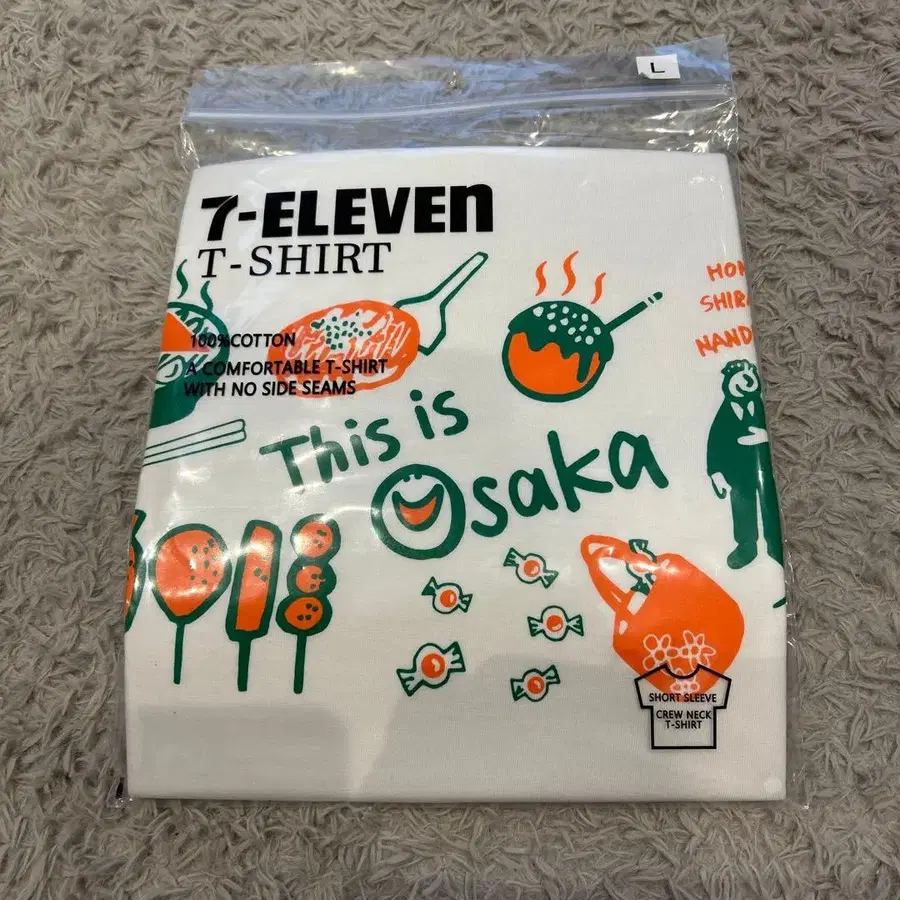 L
7-ELEVEn
T-SHIRT
100%COTTON
A COMFORTABLE T-SHIRT
WITH NO SIDE SEAMS
This is
Osaka
SHORT SLEEVE
CREW NECK
T-SHIRT